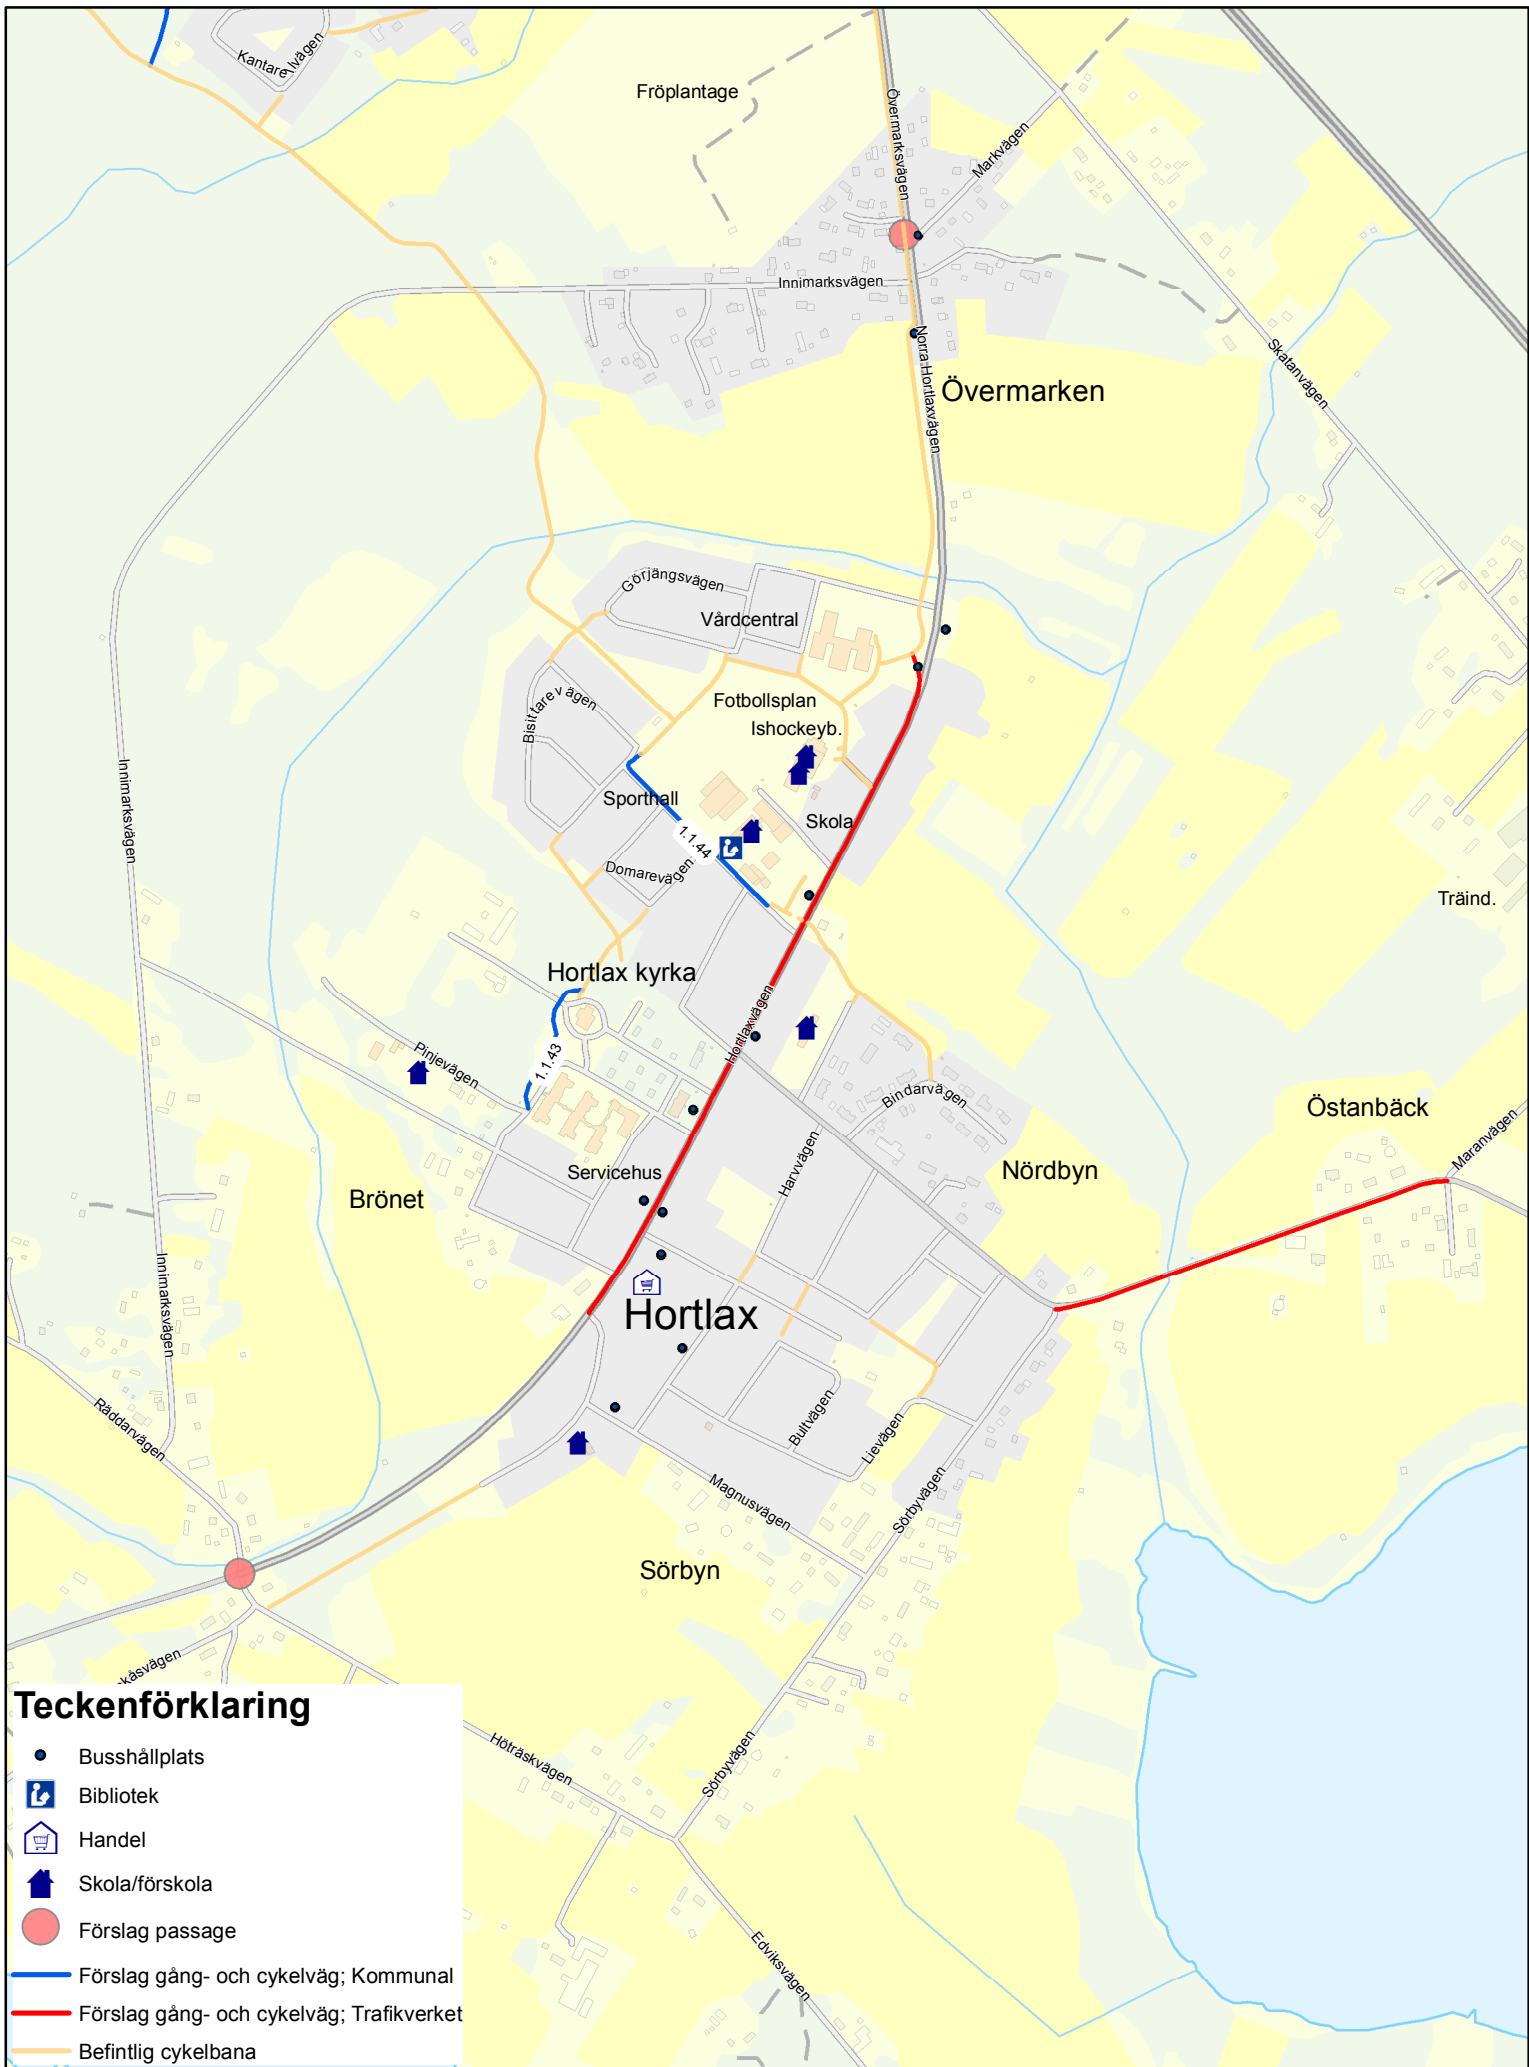 Kantarellvägen
Fröplantage
Övermarksvägen
Markvägen
Innimarksvägen
Norra Hortlaxvägen
Skatanvägen
Övermarken
Görjängsvägen
Vårdcentral
Bisittarevägen
Fotbollsplan
Ishockeyb.
Innimarksvägen
Sporthall
Skola
1.1.44
Domarevägen
Träind.
Hortlax kyrka
Hortlaxvägen
Pinjevägen
1.1.43
Bindarvägen
Östanbäck
Maranvägen
Harvvägen
Nördbyn
Servicehus
Brönet
Innimarksvägen
Hortlax
Räddarvägen
Bultvägen
Lievägen
Magnusvägen
Sörbyvägen
Sörbyn
kåsvägen
Höträskvägen
Sörbyvägen
Edviksvägen
Teckenförklaring
Busshållplats
Bibliotek
Handel
Skola/förskola
Förslag passage
Förslag gång- och cykelväg; Kommunal
Förslag gång- och cykelväg; Trafikverket
Befintlig cykelbana